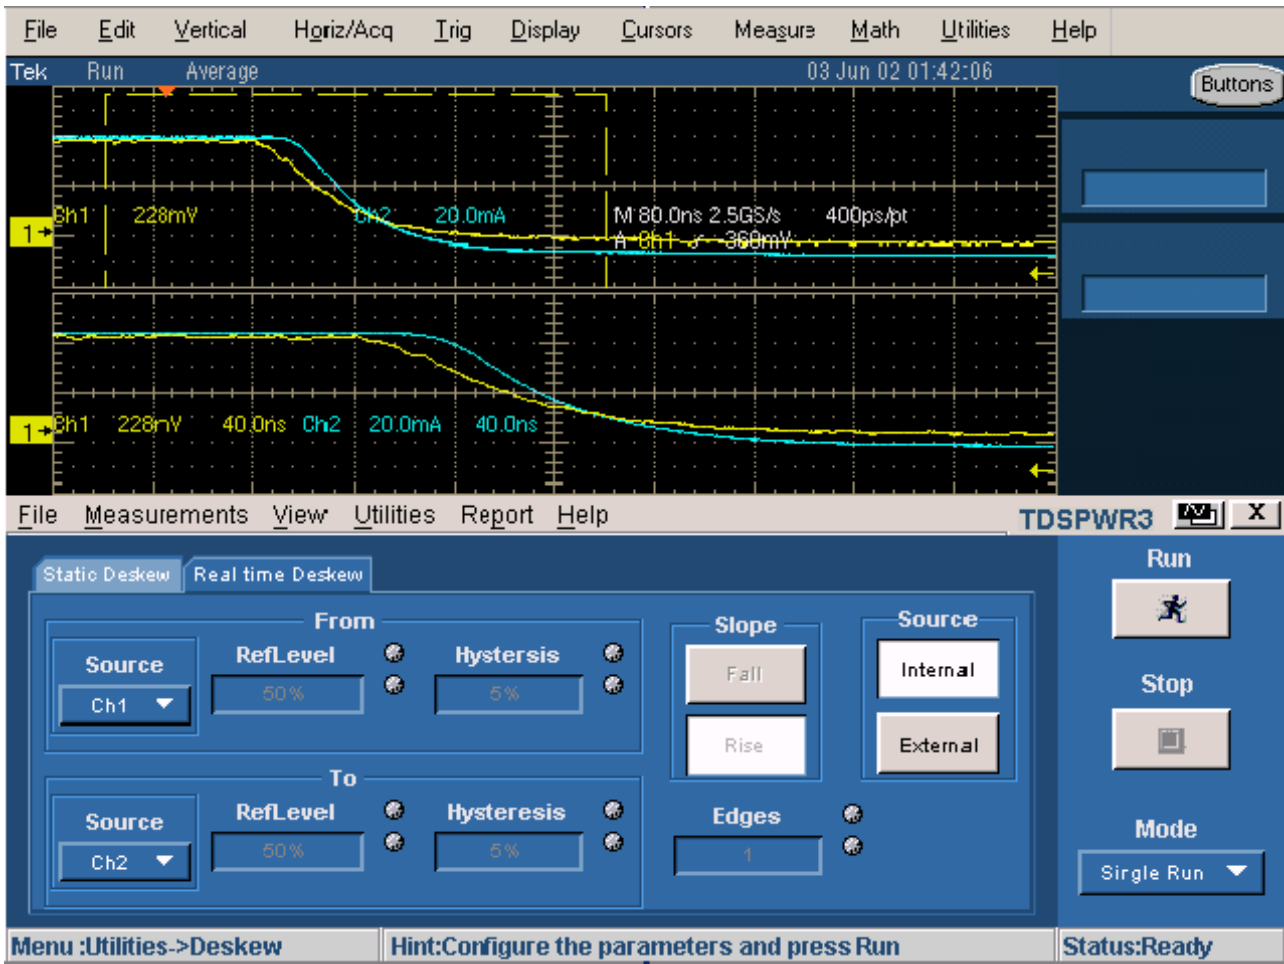 File Edit Vertical Horiz/Acq Trig Display Cursors Measure Math Utilities Help
Tek Run Average 03 Jun 02 01:42:06
Buttons
Ch1 228mV Ch2 20.0mA M 80.0ns 2.5GS/s 400ps/pt
1
A Ch1 -368mV
Ch1 228mV 40.0ns Ch2 20.0mA 40.0ns
1
File Measurements View Utilities Report Help
TDSPWR3 X
Static Deskew Real time Deskew
Run
From
Slope
Source
Source RefLevel Hystersis
Ch1 50% 5%
Fall
Internal
Stop
Rise
External
To
Source RefLevel Hysteresis
Ch2 50% 5%
Edges
1
Mode
Single Run
Menu :Utilities->Deskew Hint:Configure the parameters and press Run Status:Ready